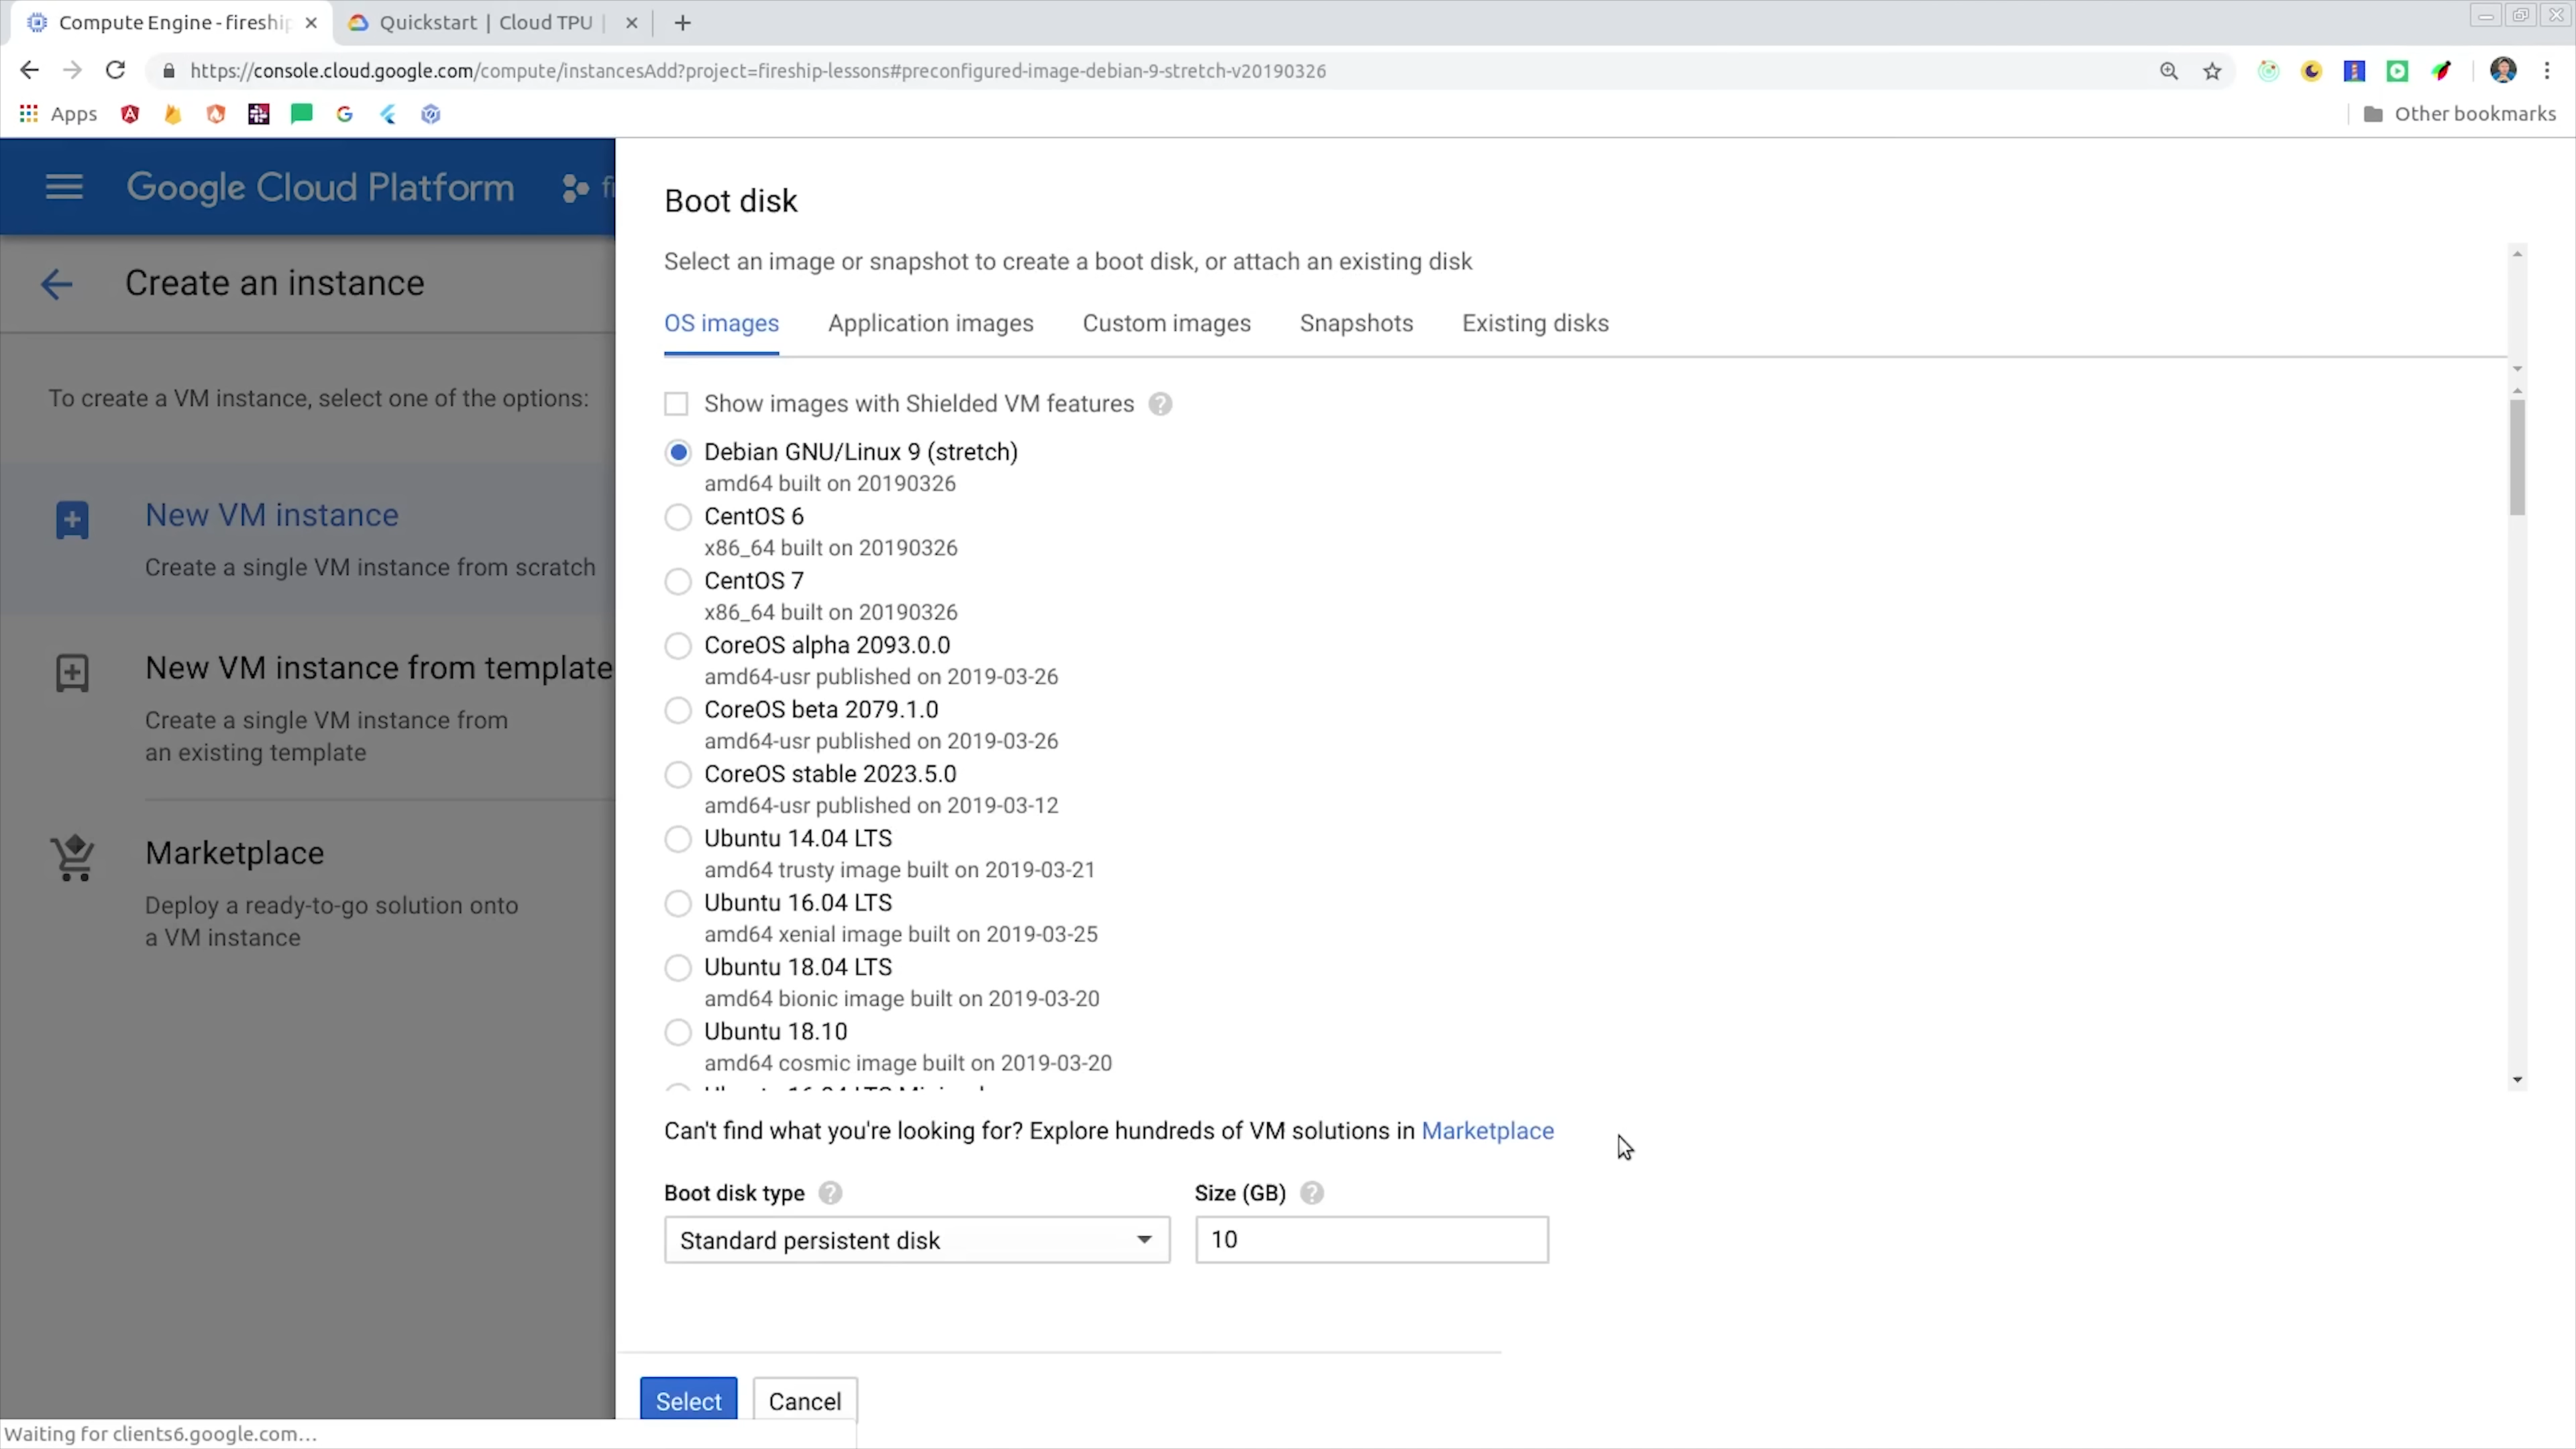 Compute Engine - fireship
Quickstart | Cloud TPU |
https://console.cloud.google.com/compute/instancesAdd?project=fireship-lessons#preconfigured-image-debian-9-stretch-v20190326
Apps
Other bookmarks
Google Cloud Platform
Create an instance
To create a VM instance, select one of the options:
New VM instance
Create a single VM instance from scratch
New VM instance from template
Create a single VM instance from
an existing template
Marketplace
Deploy a ready-to-go solution onto
a VM instance
Boot disk
Select an image or snapshot to create a boot disk, or attach an existing disk
OS images Application images Custom images Snapshots Existing disks
Show images with Shielded VM features ?
Debian GNU/Linux 9 (stretch)
amd64 built on 20190326
CentOS 6
x86_64 built on 20190326
CentOS 7
x86_64 built on 20190326
CoreOS alpha 2093.0.0
amd64-usr published on 2019-03-26
CoreOS beta 2079.1.0
amd64-usr published on 2019-03-26
CoreOS stable 2023.5.0
amd64-usr published on 2019-03-12
Ubuntu 14.04 LTS
amd64 trusty image built on 2019-03-21
Ubuntu 16.04 LTS
amd64 xenial image built on 2019-03-25
Ubuntu 18.04 LTS
amd64 bionic image built on 2019-03-20
Ubuntu 18.10
amd64 cosmic image built on 2019-03-20
Can't find what you're looking for? Explore hundreds of VM solutions in Marketplace
Boot disk type ? Size (GB) ?
Standard persistent disk 10
Select Cancel
Waiting for clients6.google.com...